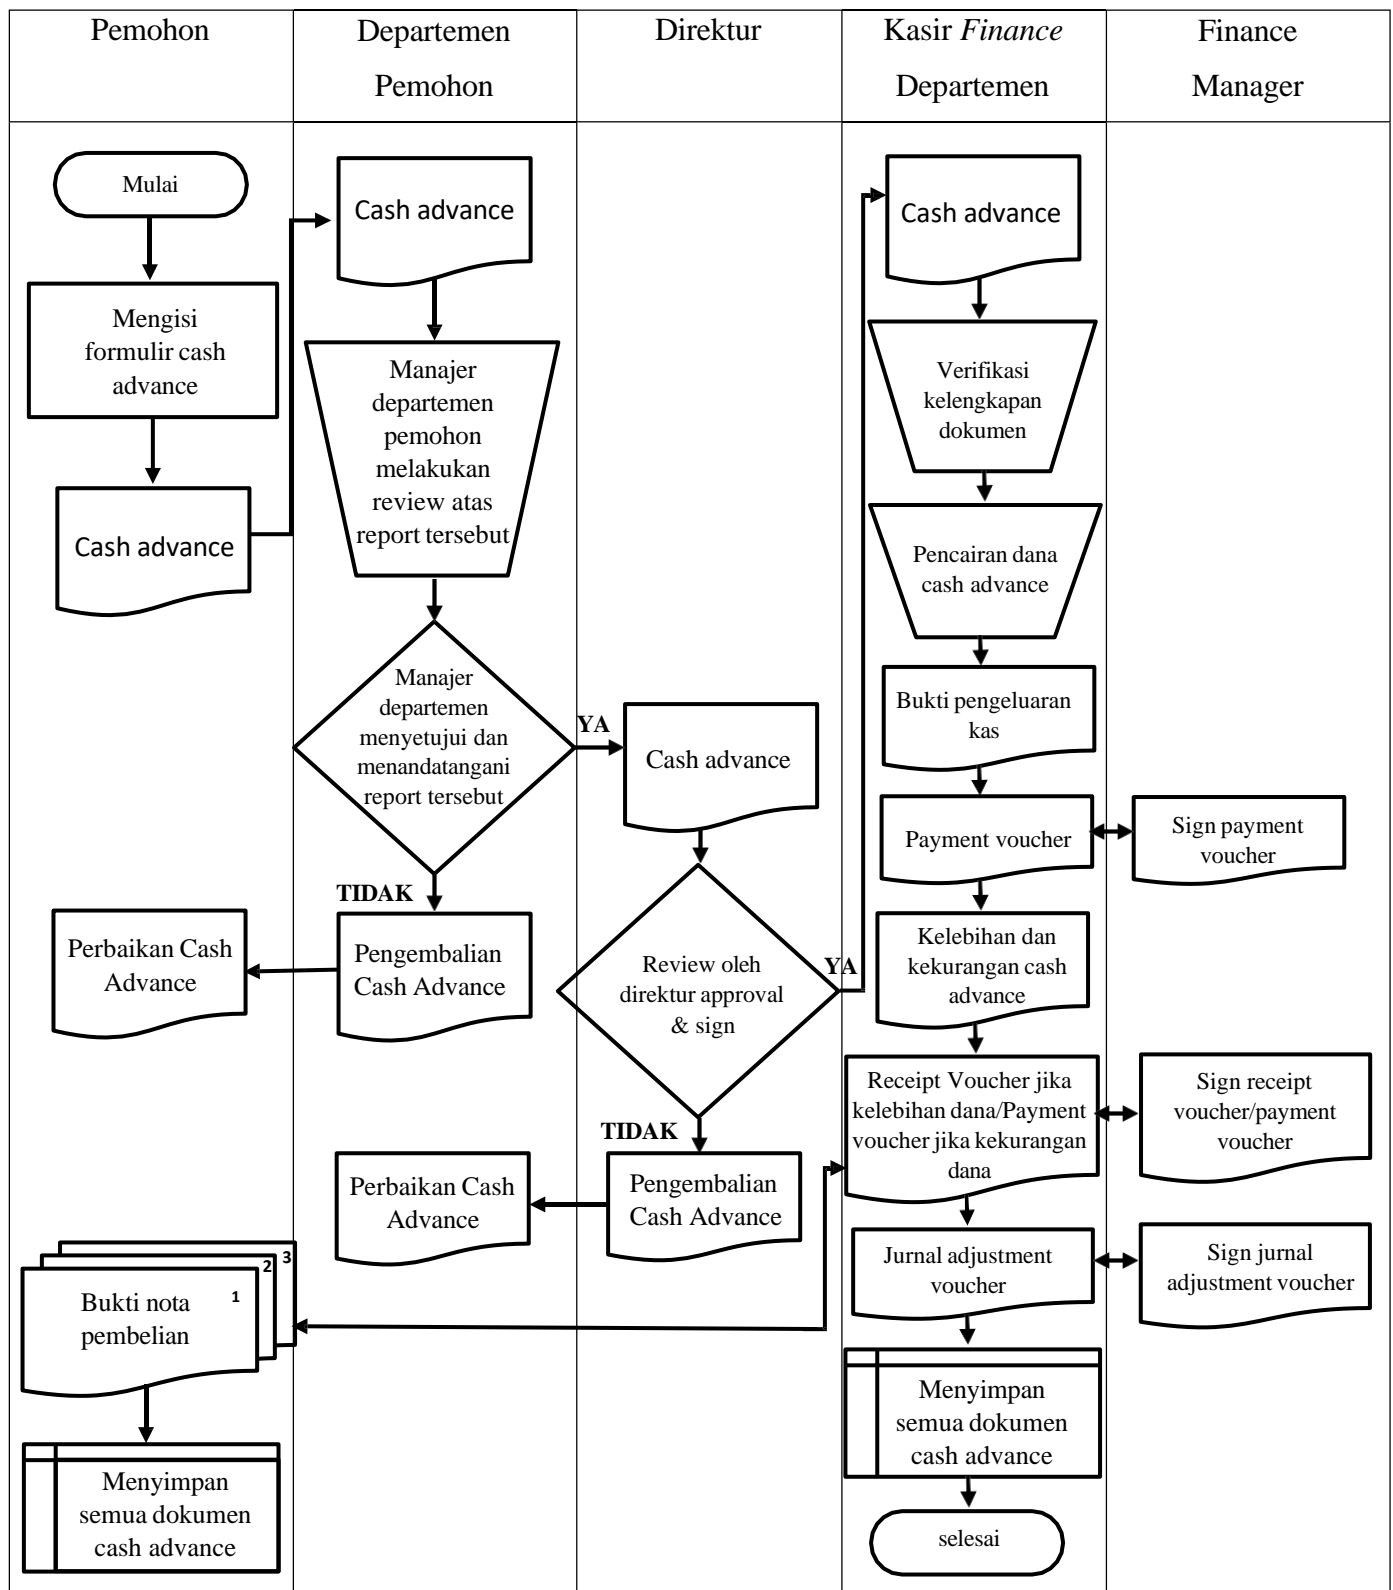 Pemohon
Departemen
Pemohon
Direktur
Kasir Finance
Departemen
Finance
Manager
Mulai
Mengisi
formulir cash
advance
Cash advance
Perbaikan Cash
Advance
1
2
3
Bukti nota
pembelian
Menyimpan
semua dokumen
cash advance
Cash advance
Manajer
departemen
pemohon
melakukan
review atas
report tersebut
Manajer
departemen
menyetujui dan
menandatangani
report tersebut
YA
TIDAK
Pengembalian
Cash Advance
Perbaikan Cash
Advance
Cash advance
Review oleh
direktur approval
& sign
YA
TIDAK
Pengembalian
Cash Advance
Cash advance
Verifikasi
kelengkapan
dokumen
Pencairan dana
cash advance
Bukti pengeluaran
kas
Payment voucher
Kelebihan dan
kekurangan cash
advance
Receipt Voucher jika
kelebihan dana/Payment
voucher jika kekurangan
dana
Jurnal adjustment
voucher
Menyimpan
semua dokumen
cash advance
selesai
Sign payment
voucher
Sign receipt
voucher/payment
voucher
Sign jurnal
adjustment voucher